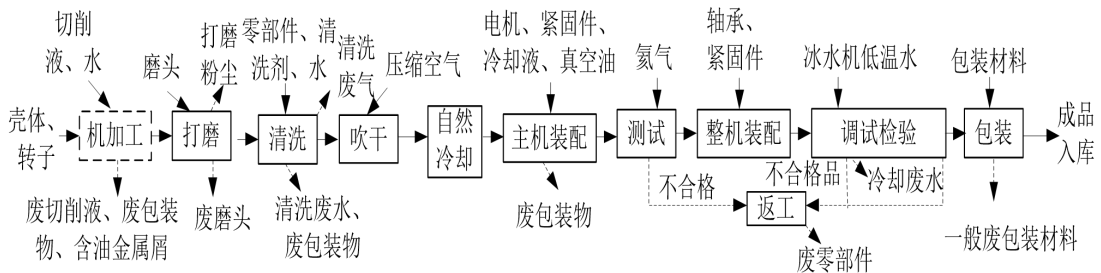 切削
液、水
磨头
打磨
粉尘
零部件、清
洗剂、水
清洗
废气
压缩空气
电机、紧固件、
冷却液、真空油
氦气
轴承、
紧固件
冰水机低温水
包装材料
壳体、
转子
机加工
打磨
清洗
吹干
自然
冷却
主机装配
测试
整机装配
调试检验
包装
成品
入库
废切削液、废包装
物、含油金属屑
废磨头
清洗废水、
废包装物
废包装物
不合格
不合格品
冷却废水
返工
废零部件
一般废包装材料